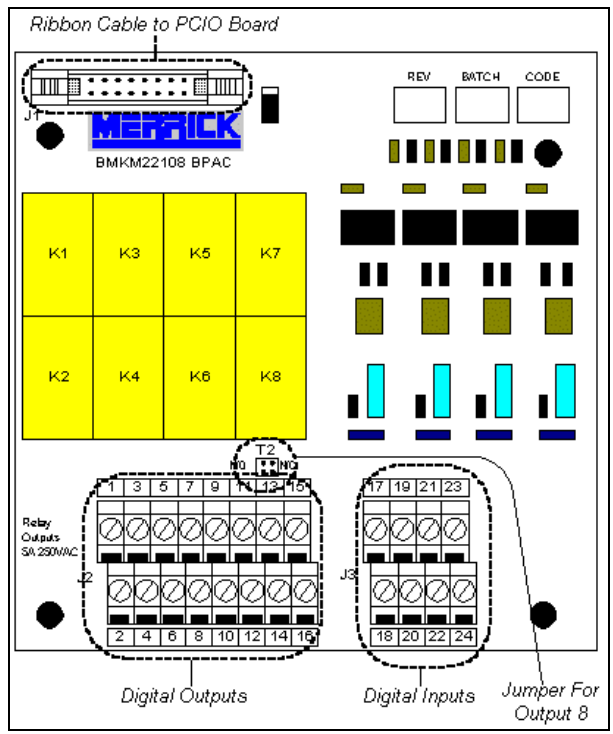 Ribbon Cable to PCIO Board
REV BATCH CODE
J1
MERRICK
BMKM22108 BPAC
K1 K3 K5 K7
K2 K4 K6 K8
T2
N/O N/C
1 3 5 7 9 11 13 15
17 19 21 23
Relay
Outputs
5A 250VAC
J2
J3
2 4 6 8 10 12 14 16
18 20 22 24
Digital Outputs
Digital Inputs
Jumper For
Output 8